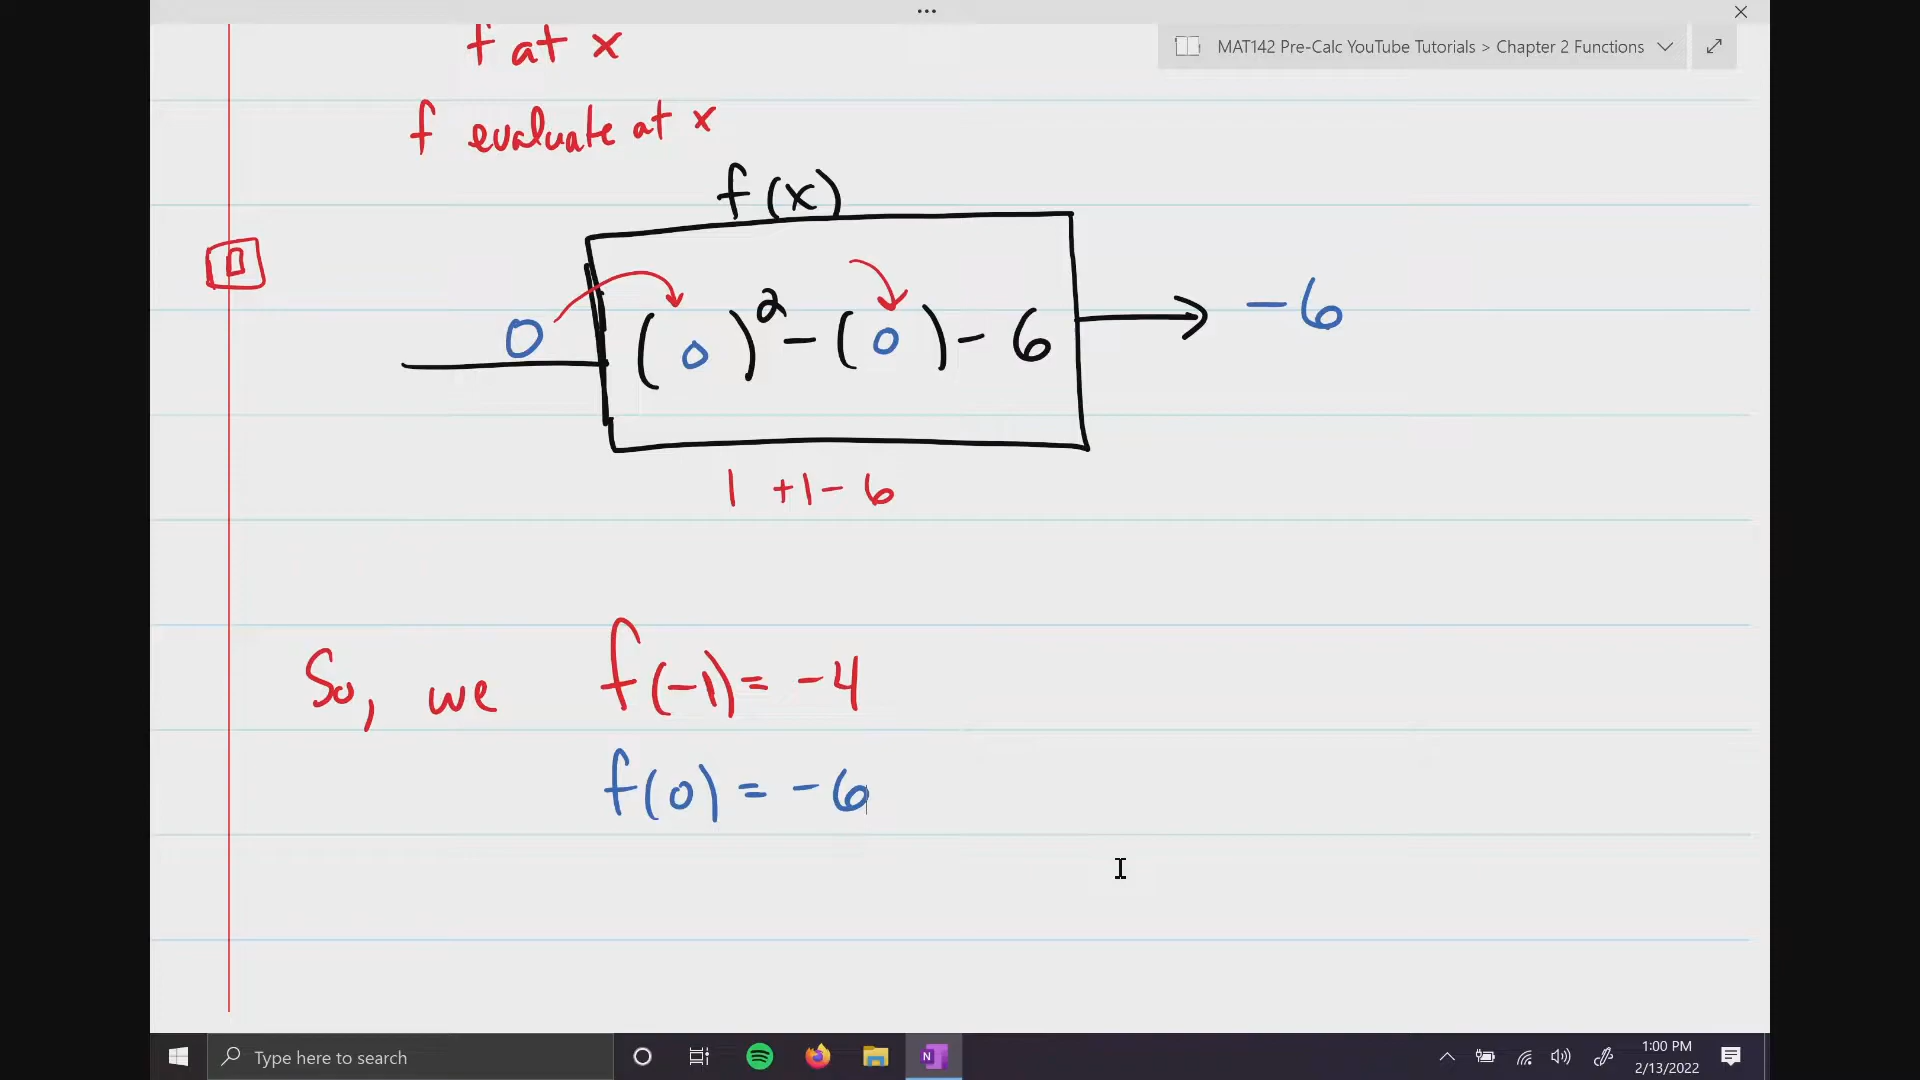 MAT142 Pre-Calc YouTube Tutorials > Chapter 2 Functions
f at x
f evaluate at x
f(x)
0 (0)² - (0) - 6 → -6
1 +1 - 6
So, we f(-1) = -4
f(0) = -6
Type here to search
1:00 PM
2/13/2022